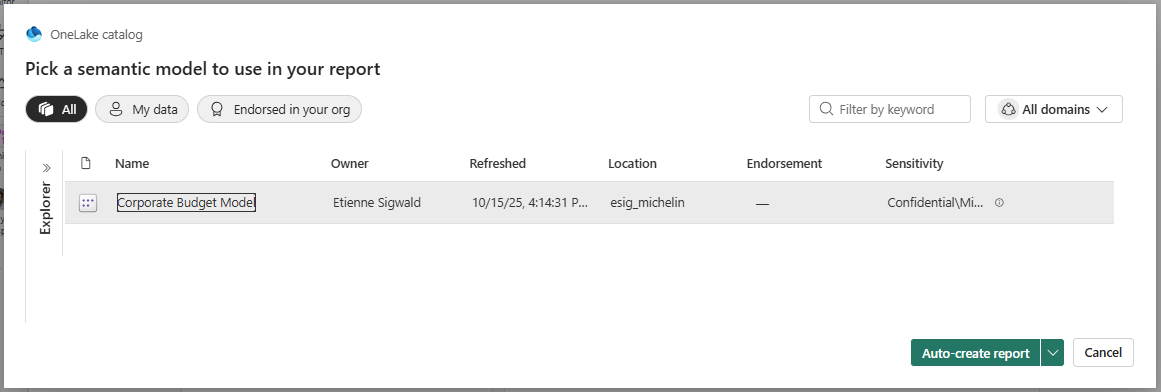 OneLake catalog
Pick a semantic model to use in your report
All My data Endorsed in your org Filter by keyword All domains
Explorer
Name Owner Refreshed Location Endorsement Sensitivity
Corporate Budget Model Etienne Sigwald 10/15/25, 4:14:31 P... esig_michelin — Confidential\Mi...
Auto-create report Cancel